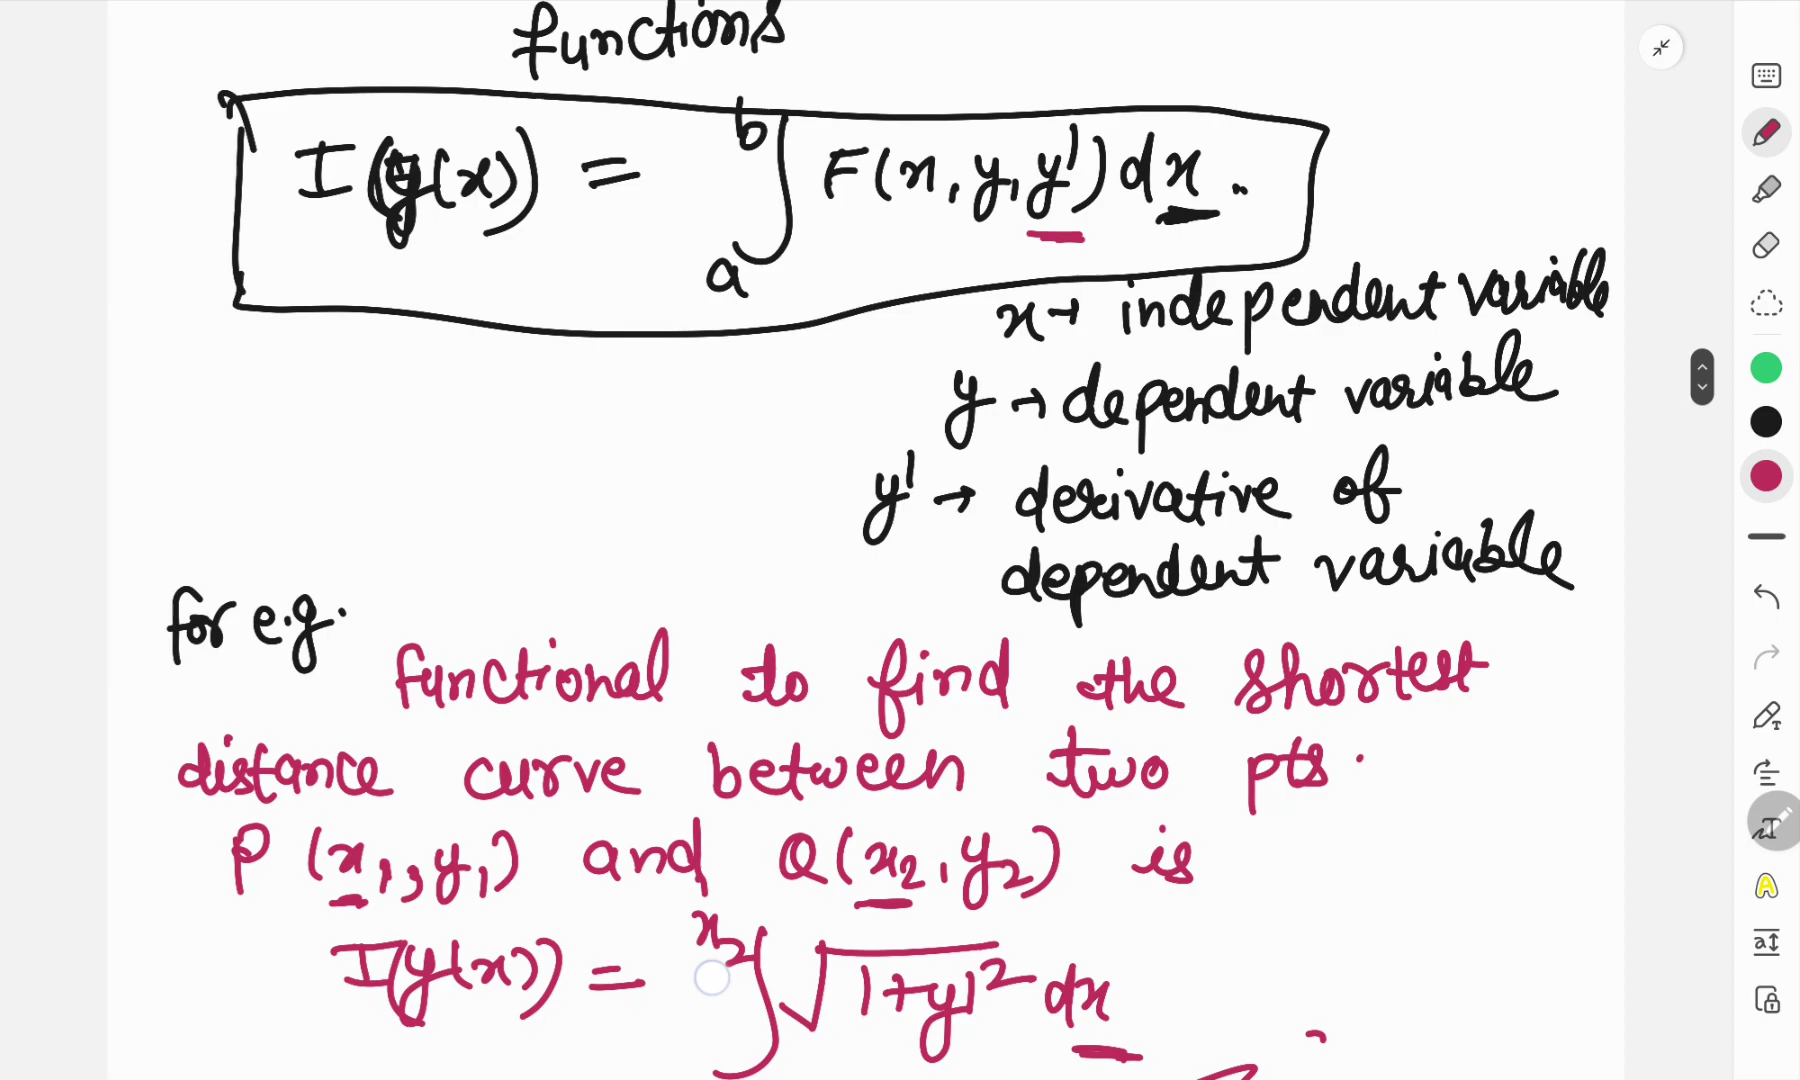 functions
I(y(x)) = ∫ₐᵇ F(x, y, y') dx.
x → independent variable
y → dependent variable
y' → derivative of
dependent variable
for e.g.
functional to find the shortest
distance curve between two pts.
P (x₁, y₁) and Q(x₂, y₂) is
I(y(x)) = ∫ˣ² √1+y'² dx